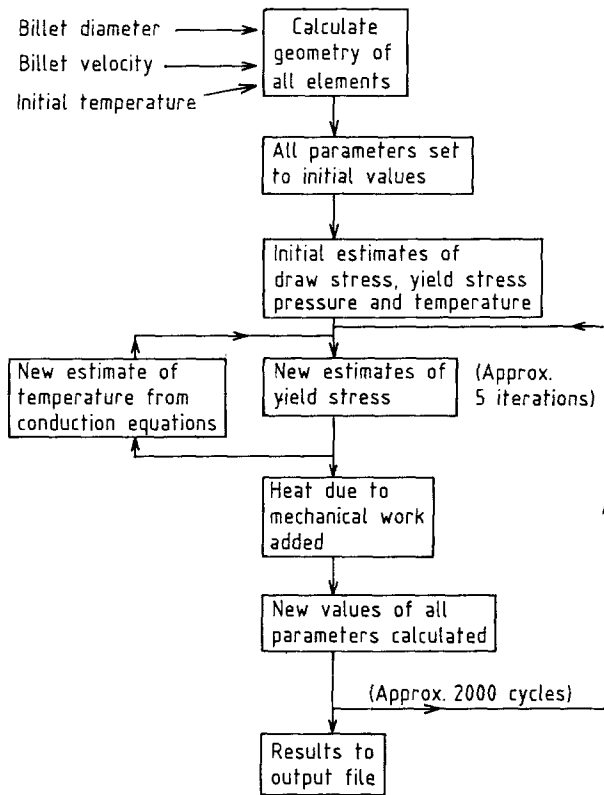 Billet diameter
Billet velocity
Initial temperature
Calculate
geometry of
all elements
All parameters set
to initial values
Initial estimates of
draw stress, yield stress
pressure and temperature
New estimate of
temperature from
conduction equations
New estimates of
yield stress
(Approx.
5 iterations)
Heat due to
mechanical work
added
New values of all
parameters calculated
(Approx. 2000 cycles)
Results to
output file